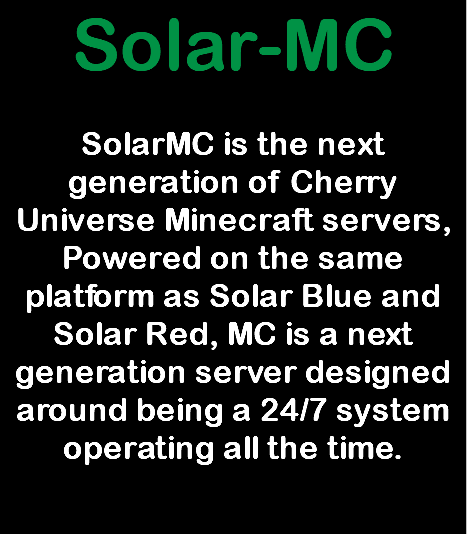 Solar-MC
SolarMC is the next
generation of Cherry
Universe Minecraft servers,
Powered on the same
platform as Solar Blue and
Solar Red, MC is a next
generation server designed
around being a 24/7 system
operating all the time.